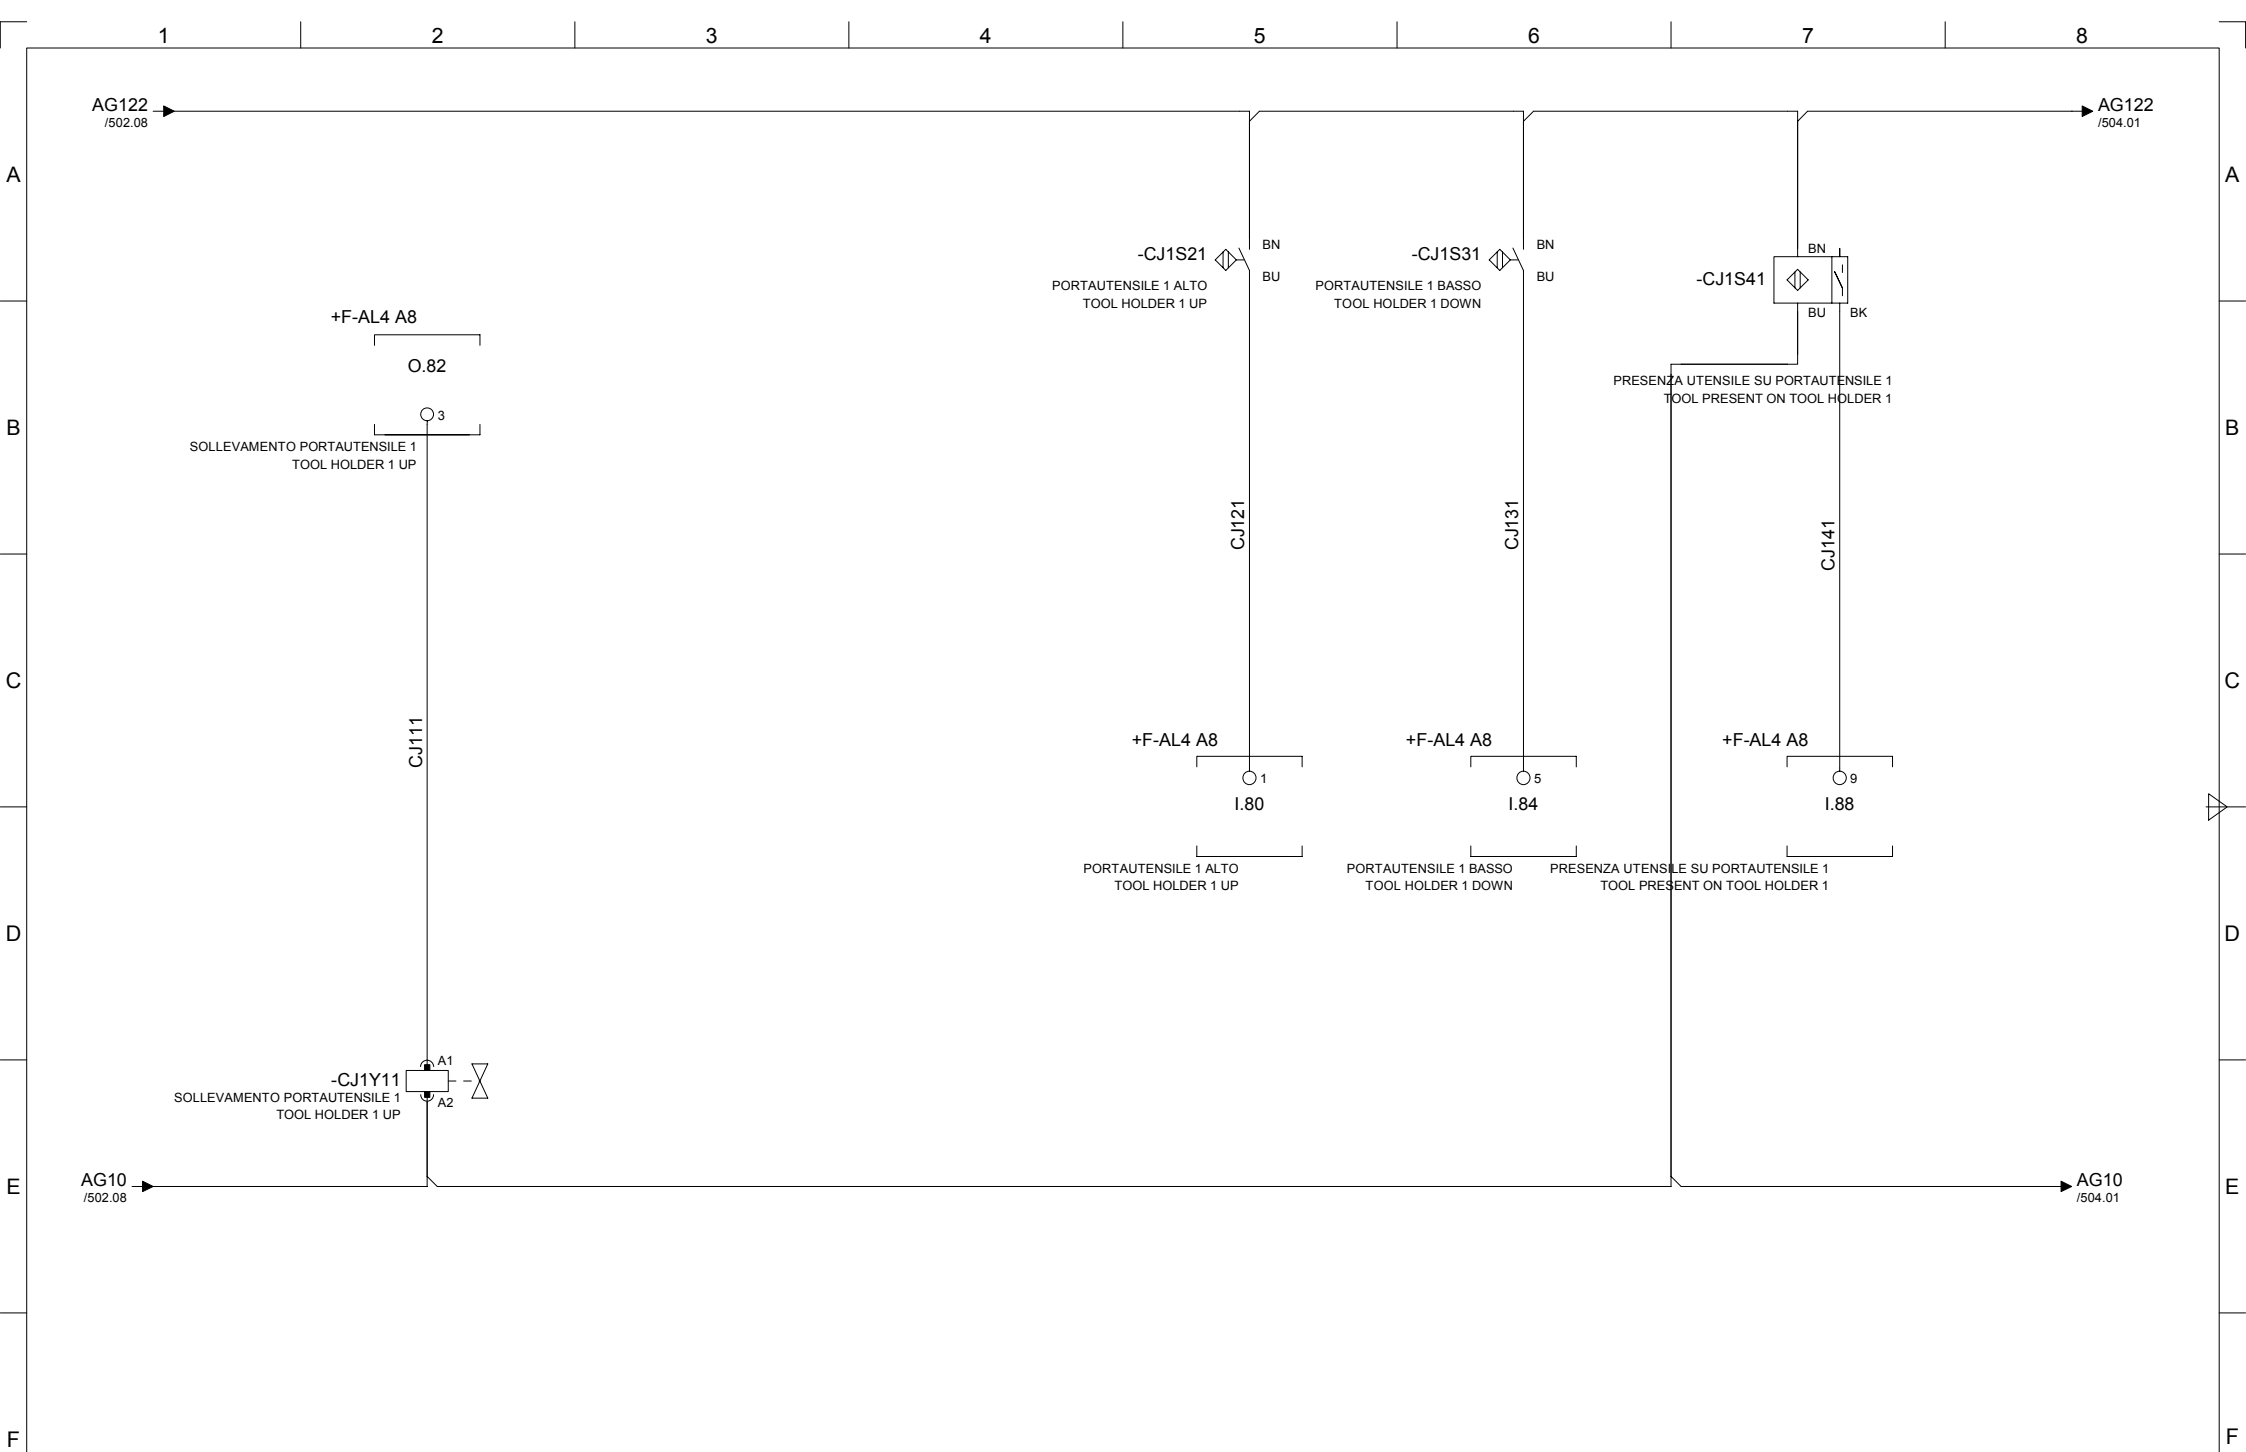 1 2 3 4 5 6 7 8
AG122
/502.08
AG122
/504.01
A
A
-CJ1S21
BN
BU
PORTAUTENSILE 1 ALTO
TOOL HOLDER 1 UP
-CJ1S31
BN
BU
PORTAUTENSILE 1 BASSO
TOOL HOLDER 1 DOWN
-CJ1S41
BN
BU
BK
PRESENZA UTENSILE SU PORTAUTENSILE 1
TOOL PRESENT ON TOOL HOLDER 1
+F-AL4 A8
O.82
3
SOLLEVAMENTO PORTAUTENSILE 1
TOOL HOLDER 1 UP
B
B
CJ121
CJ131
CJ141
C
C
CJ111
+F-AL4 A8
1
I.80
PORTAUTENSILE 1 ALTO
TOOL HOLDER 1 UP
+F-AL4 A8
5
I.84
PORTAUTENSILE 1 BASSO
TOOL HOLDER 1 DOWN
+F-AL4 A8
9
I.88
PRESENZA UTENSILE SU PORTAUTENSILE 1
TOOL PRESENT ON TOOL HOLDER 1
D
D
-CJ1Y11
A1
A2
SOLLEVAMENTO PORTAUTENSILE 1
TOOL HOLDER 1 UP
E
E
AG10
/502.08
AG10
/504.01
F
F